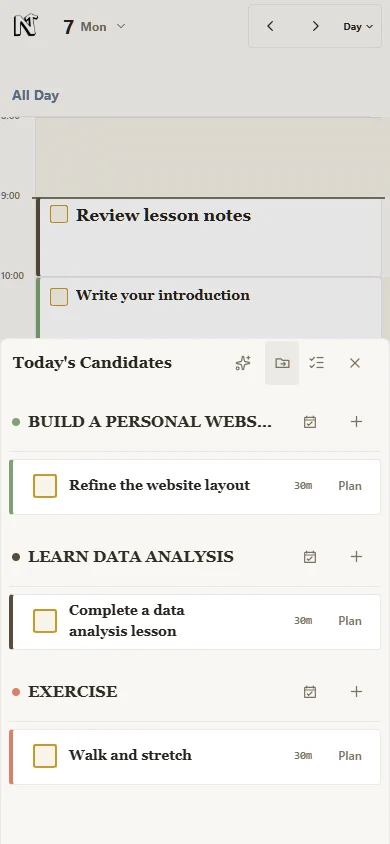 7 Mon
Day
All Day
9:00
Review lesson notes
10:00
Write your introduction
Today's Candidates
BUILD A PERSONAL WEBS...
Refine the website layout 30m Plan
LEARN DATA ANALYSIS
Complete a data
analysis lesson
30m Plan
EXERCISE
Walk and stretch 30m Plan